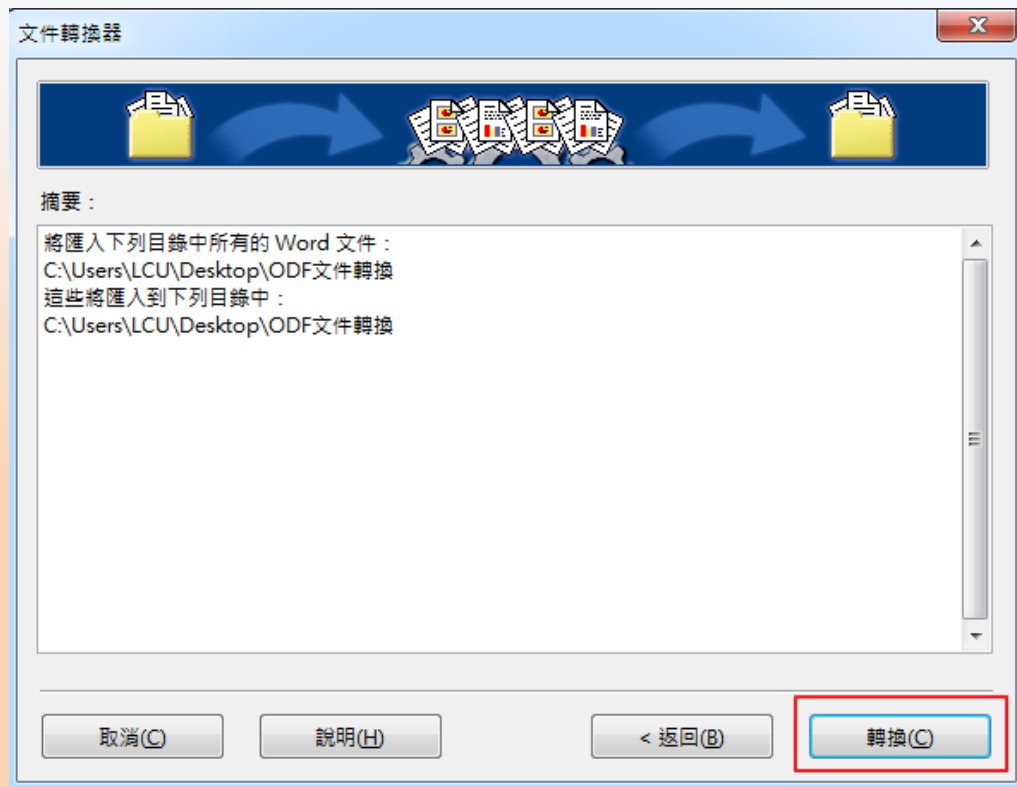 文件轉換器
摘要：
將匯入下列目錄中所有的 Word 文件：
C:\Users\LCU\Desktop\ODF文件轉換
這些將匯入到下列目錄中：
C:\Users\LCU\Desktop\ODF文件轉換
取消(C) 說明(H) < 返回(B) 轉換(C)